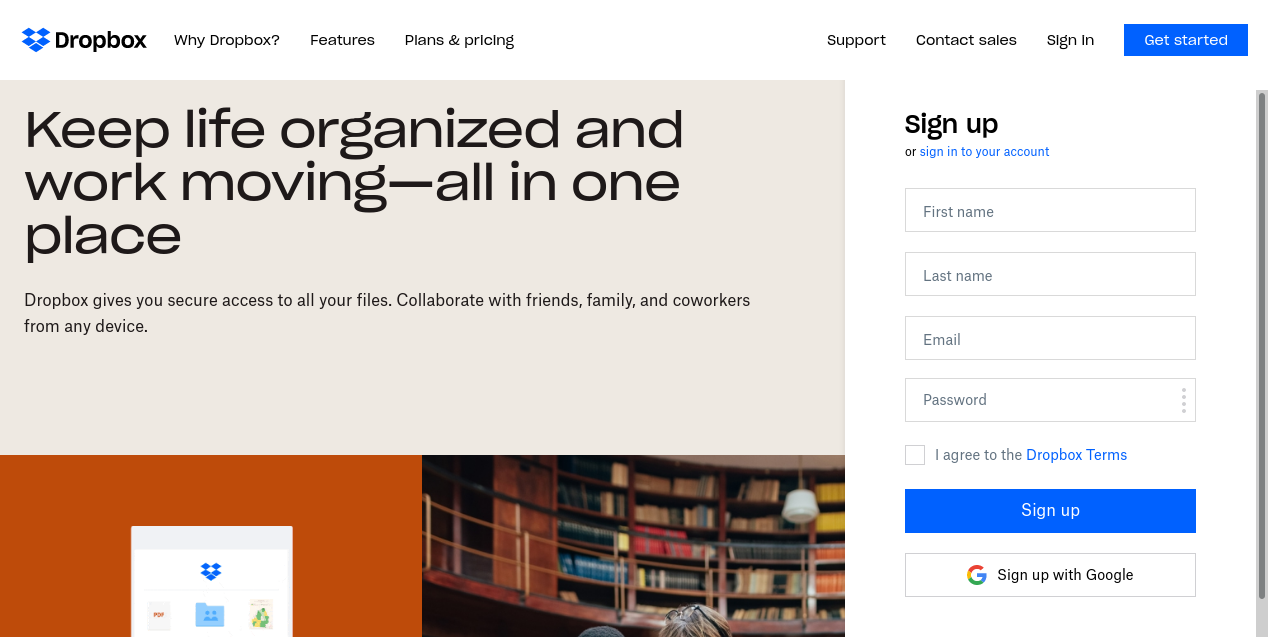 Dropbox
Why Dropbox?
Features
Plans & pricing
Support
Contact sales
Sign in
Get started
Keep life organized and
work moving—all in one
place
Dropbox gives you secure access to all your files. Collaborate with friends, family, and coworkers
from any device.
PDF
Sign up
or sign in to your account
First name
Last name
Email
Password
I agree to the Dropbox Terms
Sign up
Sign up with Google